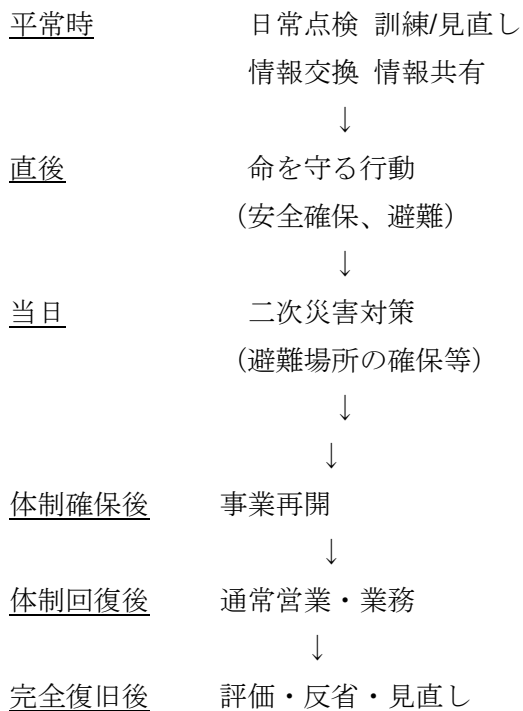 平常時 日常点検 訓練/見直し
情報交換 情報共有
↓
直後 命を守る行動
（安全確保、避難）
↓
当日 二次災害対策
（避難場所の確保等）
↓
↓
体制確保後 事業再開
↓
体制回復後 通常営業・業務
↓
完全復旧後 評価・反省・見直し